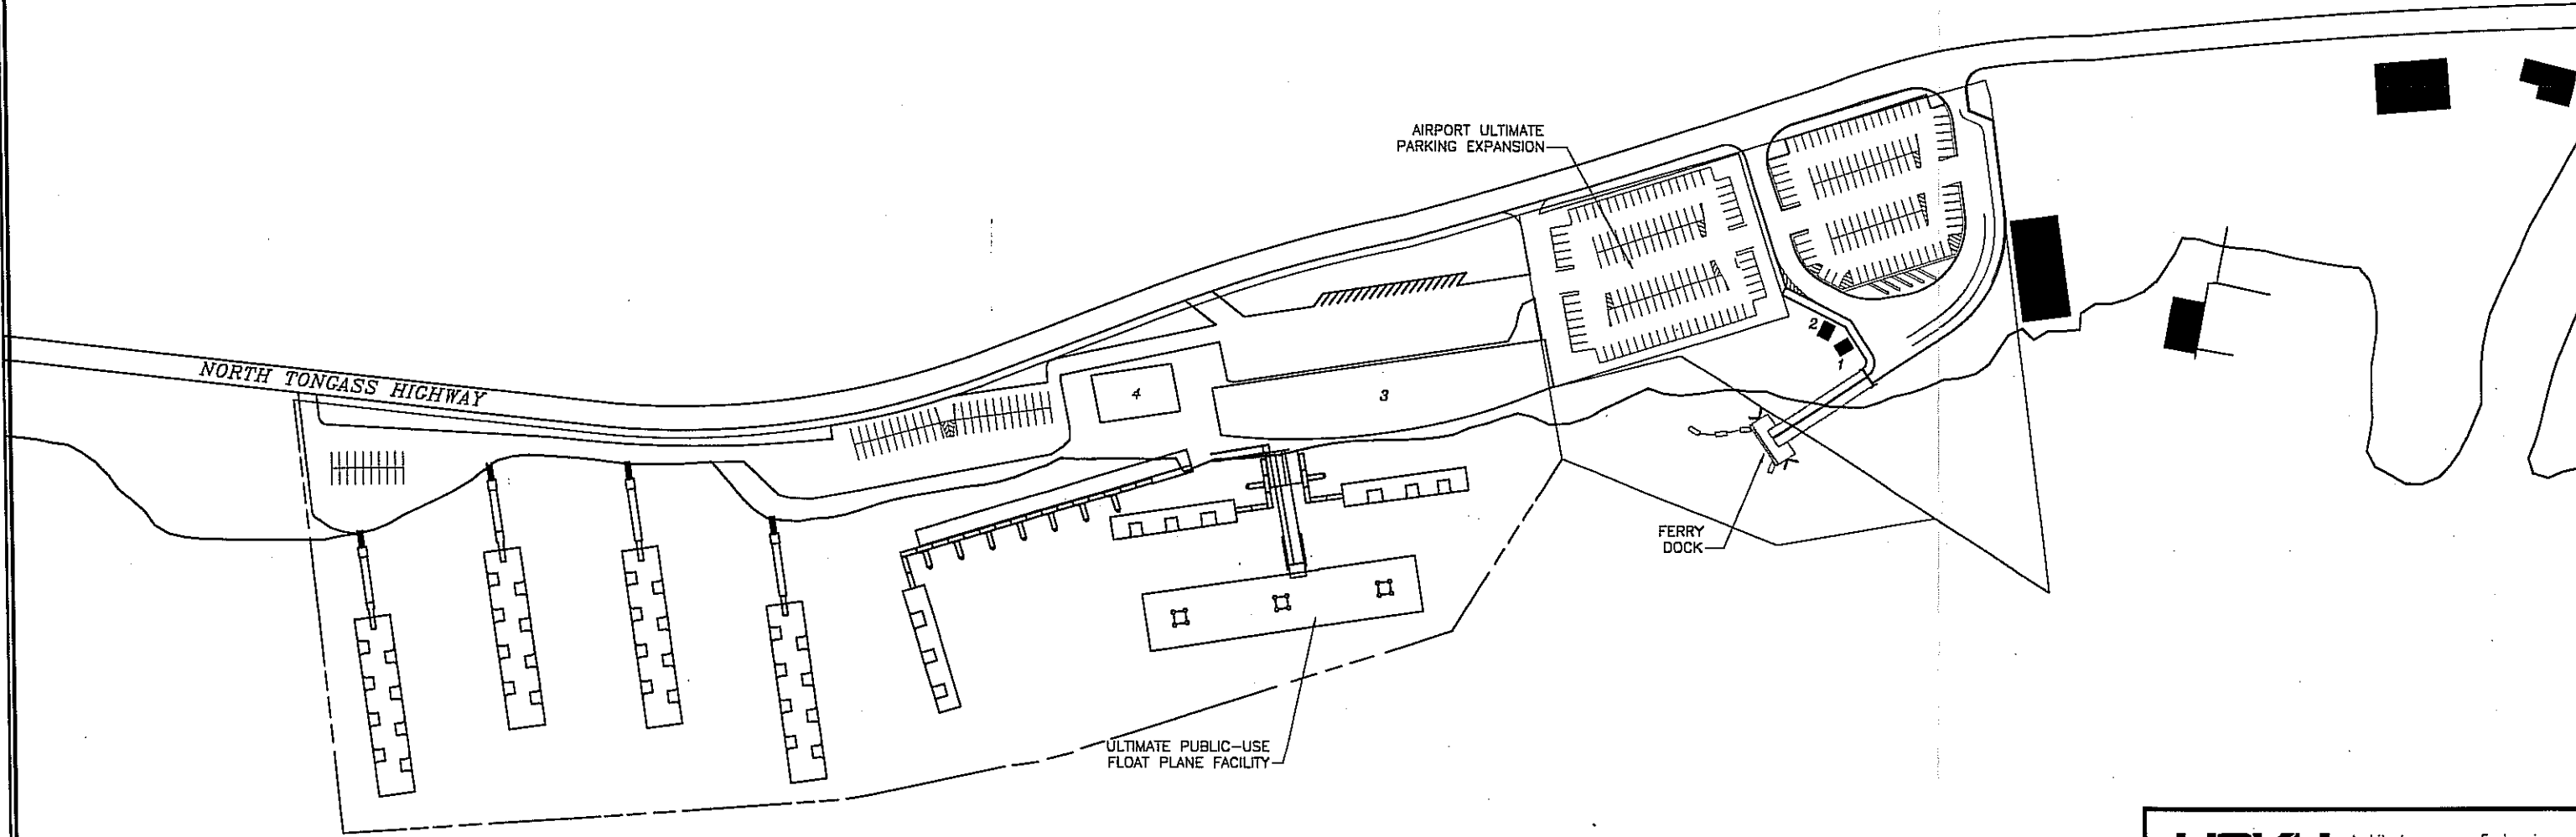 AIRPORT ULTIMATE
PARKING EXPANSION
2
1
NORTH TONGASS HIGHWAY
4
3
FERRY
DOCK
ULTIMATE PUBLIC-USE
FLOAT PLANE FACILITY